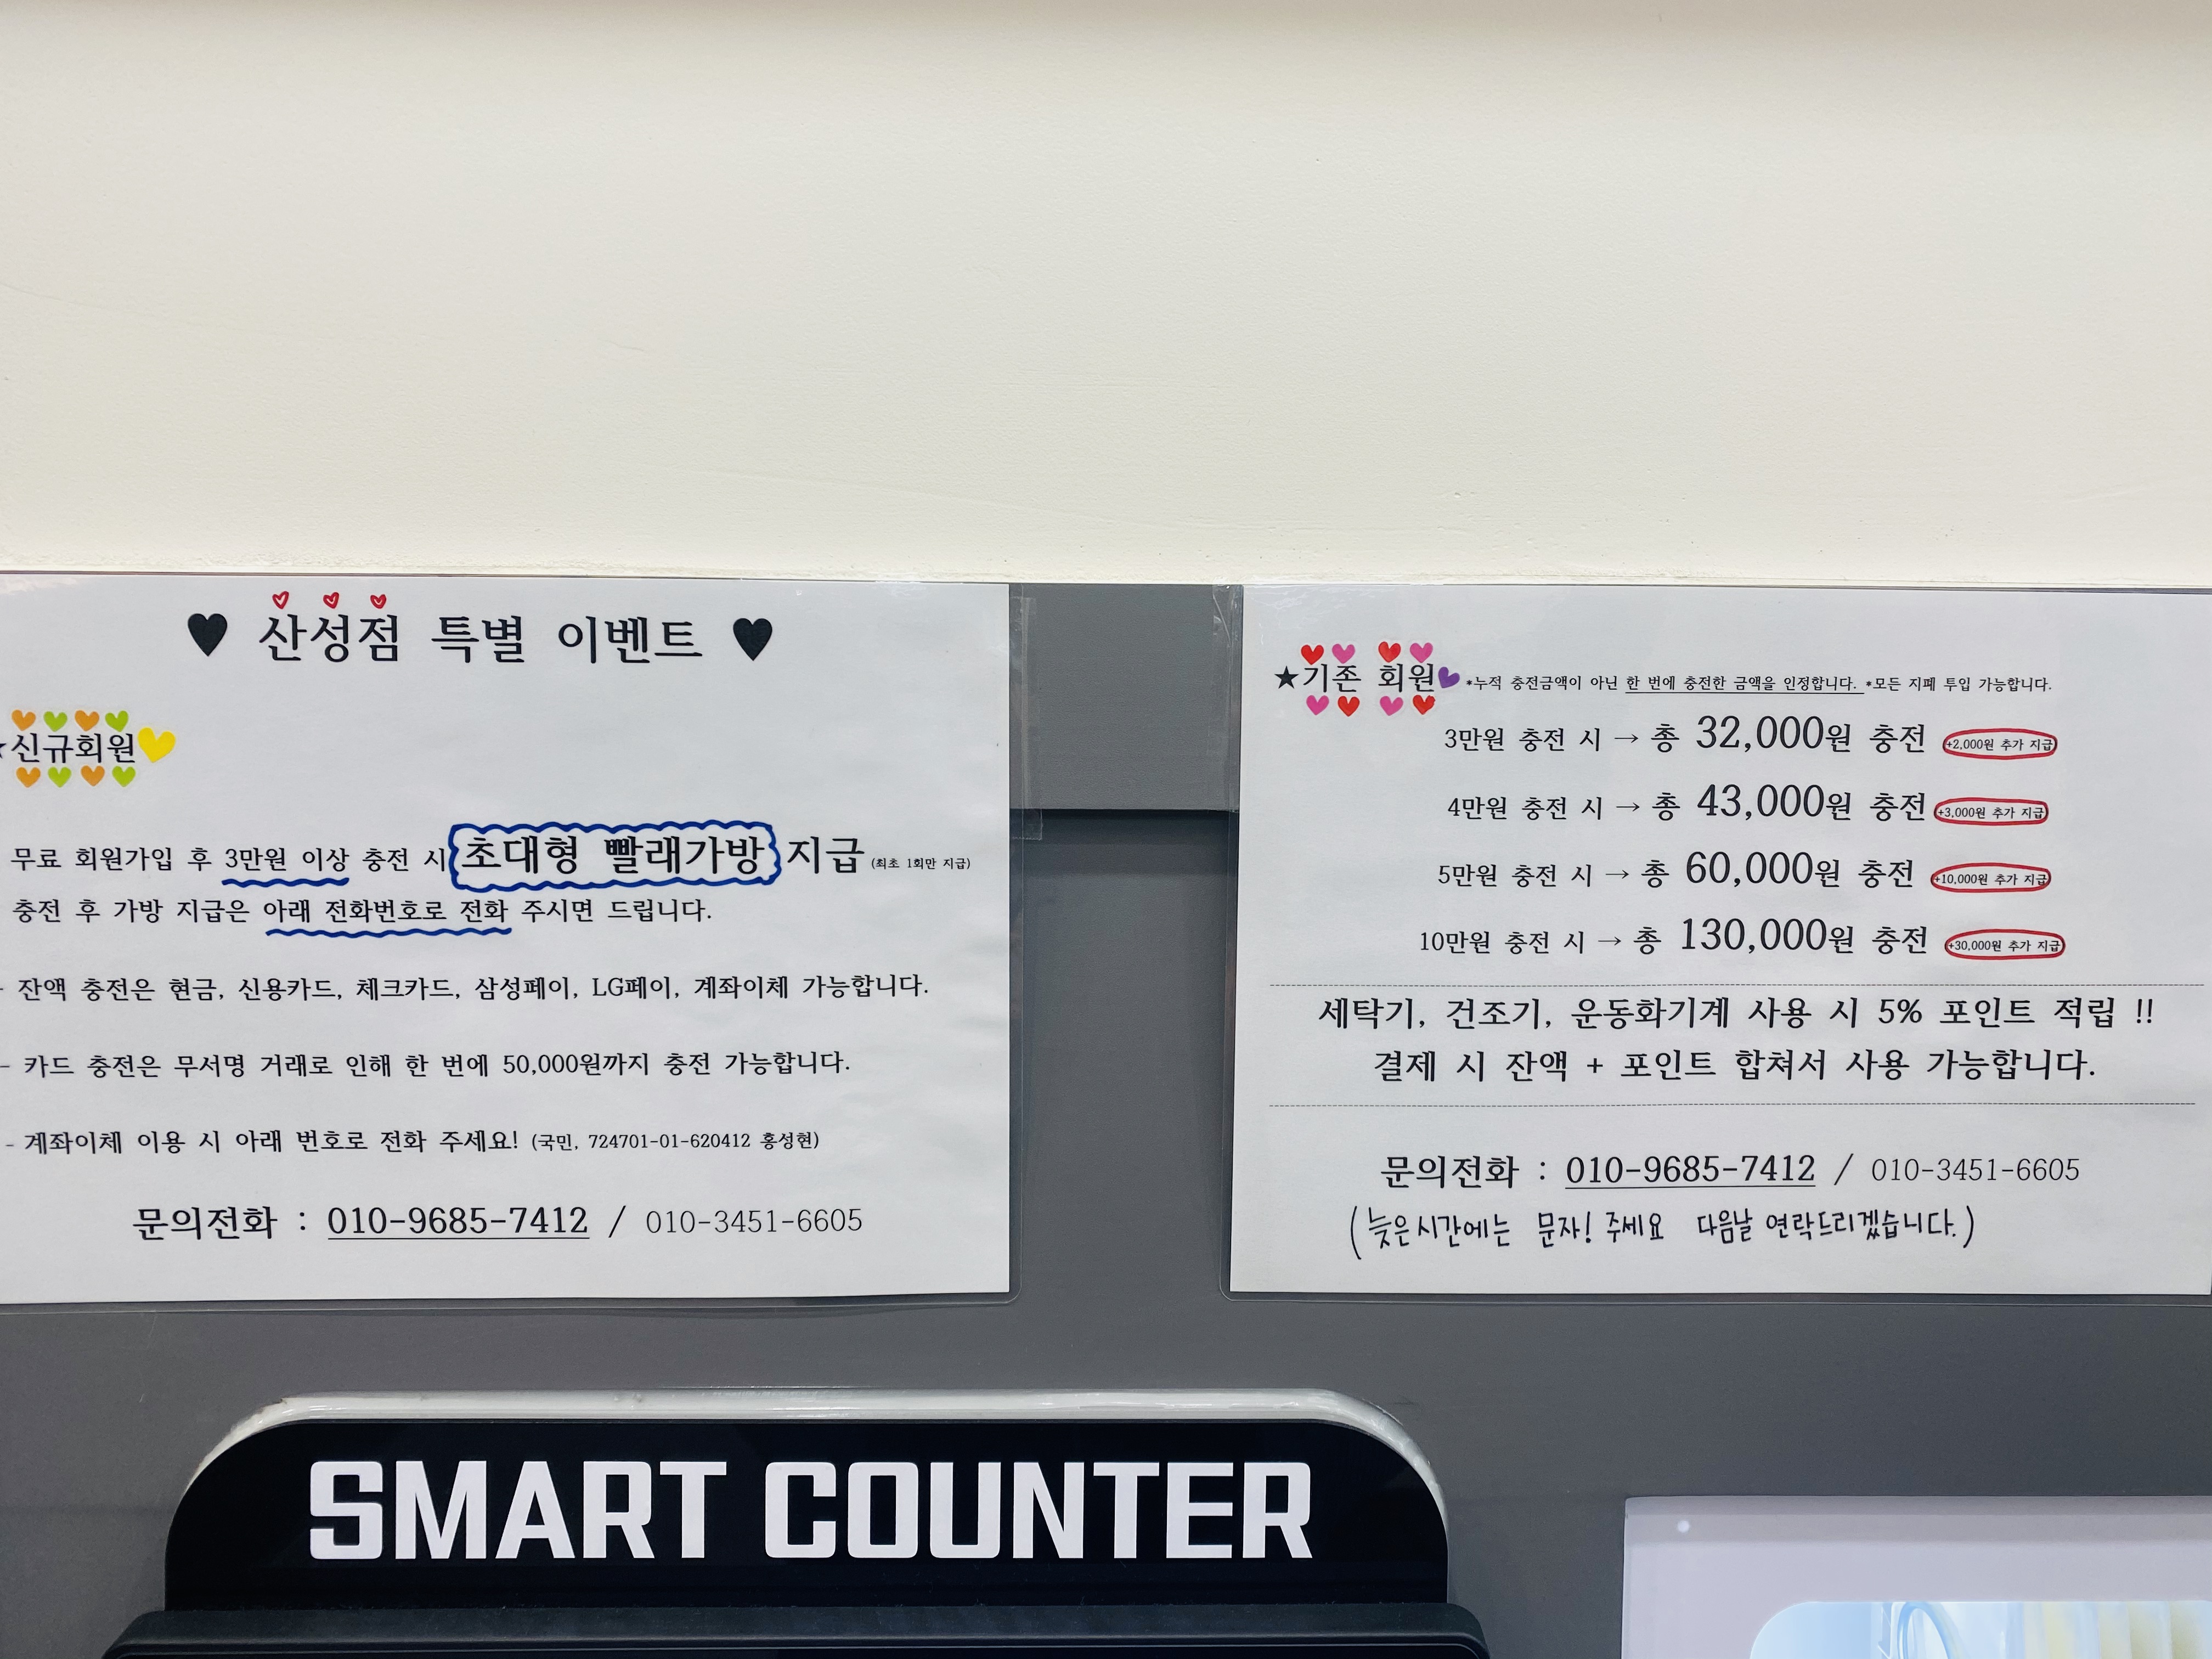 ♥ 산성점 특별 이벤트 ♥
★신규회원
무료 회원가입 후 3만원 이상 충전 시 초대형 빨래가방 지급 (최초 1회만 지급)
충전 후 가방 지급은 아래 전화번호로 전화 주시면 드립니다.
- 잔액 충전은 현금, 신용카드, 체크카드, 삼성페이, LG페이, 계좌이체 가능합니다.
- 카드 충전은 무서명 거래로 인해 한 번에 50,000원까지 충전 가능합니다.
- 계좌이체 이용 시 아래 번호로 전화 주세요! (국민, 724701-01-620412 홍성현)
문의전화 : 010-9685-7412 / 010-3451-6605
★기존 회원 *누적 충전금액이 아닌 한 번에 충전한 금액을 인정합니다. *모든 지폐 투입 가능합니다.
3만원 충전 시 → 총 32,000원 충전 +2,000원 추가 지급
4만원 충전 시 → 총 43,000원 충전 +3,000원 추가 지급
5만원 충전 시 → 총 60,000원 충전 +10,000원 추가 지급
10만원 충전 시 → 총 130,000원 충전 +30,000원 추가 지급
세탁기, 건조기, 운동화기계 사용 시 5% 포인트 적립 !!
결제 시 잔액 + 포인트 합쳐서 사용 가능합니다.
문의전화 : 010-9685-7412 / 010-3451-6605
(늦은시간에는 문자! 주세요 다음날 연락드리겠습니다.)
SMART COUNTER